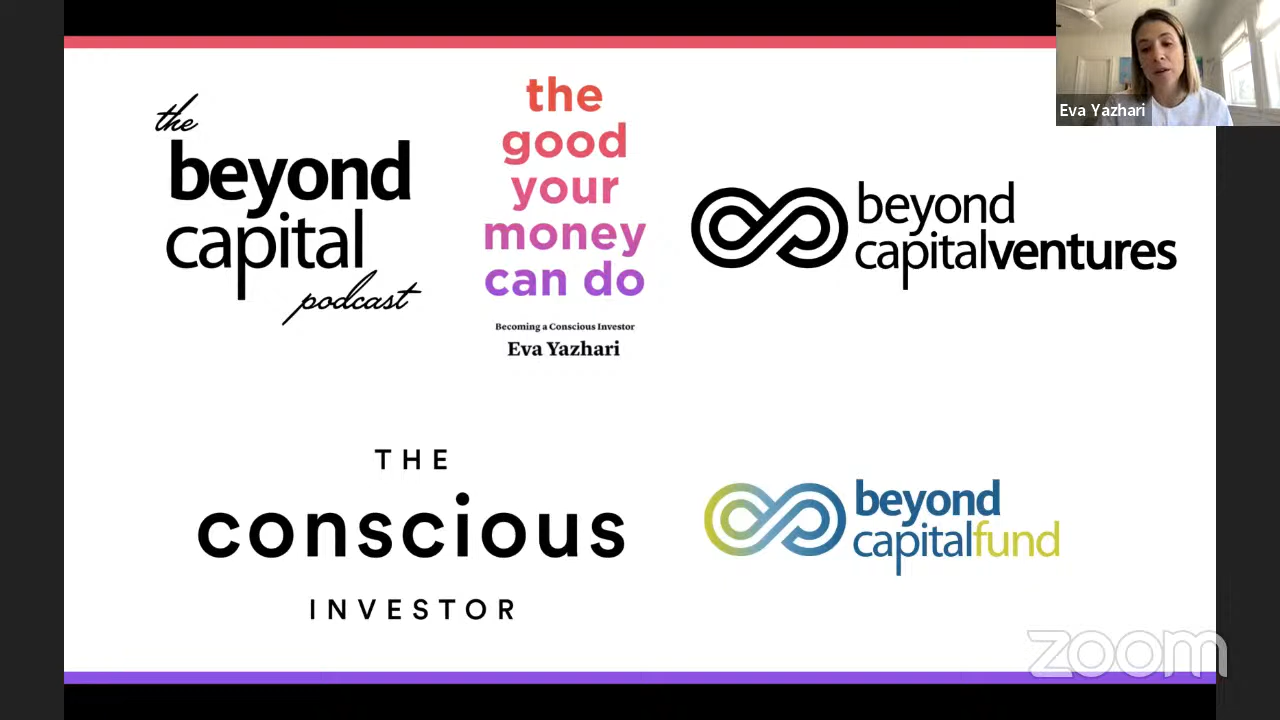 the
beyond
capital
podcast
the
good
your
money
can do
Becoming a Conscious Investor
Eva Yazhari
beyond
capitalventures
Eva Yazhari
THE
conscious
INVESTOR
beyond
capitalfund
zoom